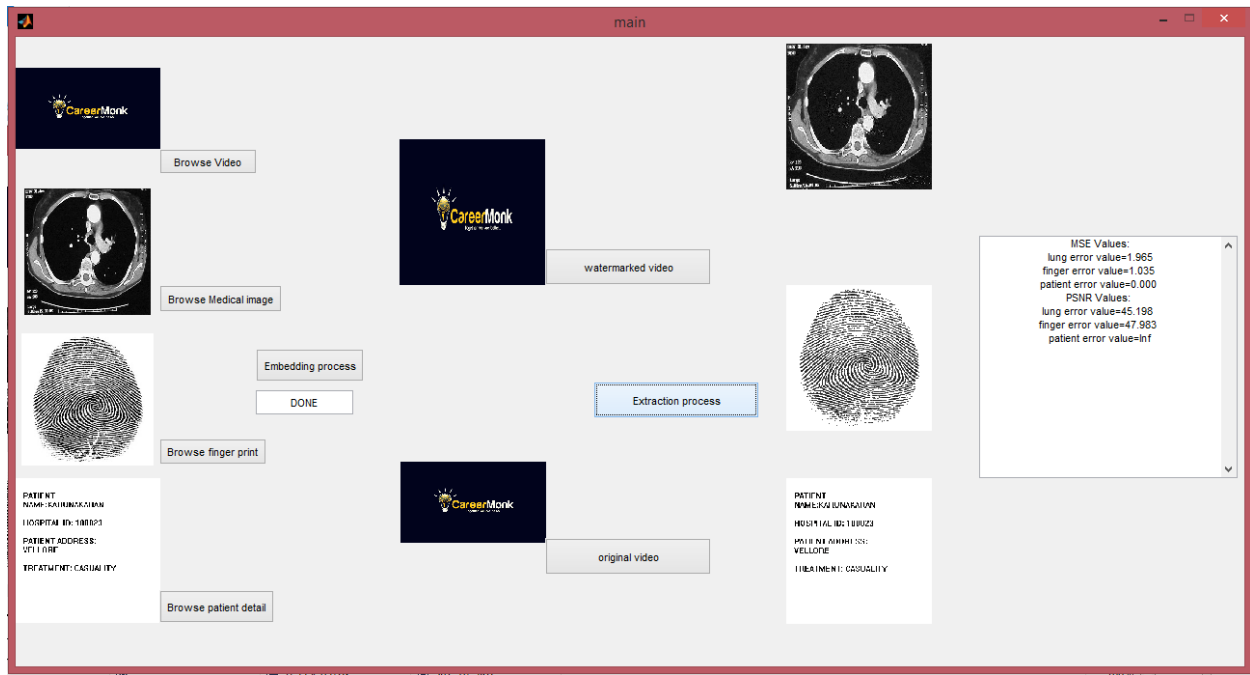 main
CareerMonk
Browse Video
Browse Medical image
Browse finger print
PATIENT
NAME:KARUNAKARAN
HOSPITAL ID: 100023
PATIENT ADDRESS:
VELLORE
TREATMENT: CASUALITY
Browse patient detail
Embedding process
DONE
CareerMonk
watermarked video
Extraction process
CareerMonk
original video
PATIENT
NAME:KARUNAKARAN
HOSPITAL ID: 100023
PATIENT ADDRESS:
VELLORE
TREATMENT: CASUALITY
MSE Values:
lung error value=1.965
finger error value=1.035
patient error value=0.000
PSNR Values:
lung error value=45.198
finger error value=47.983
patient error value=Inf